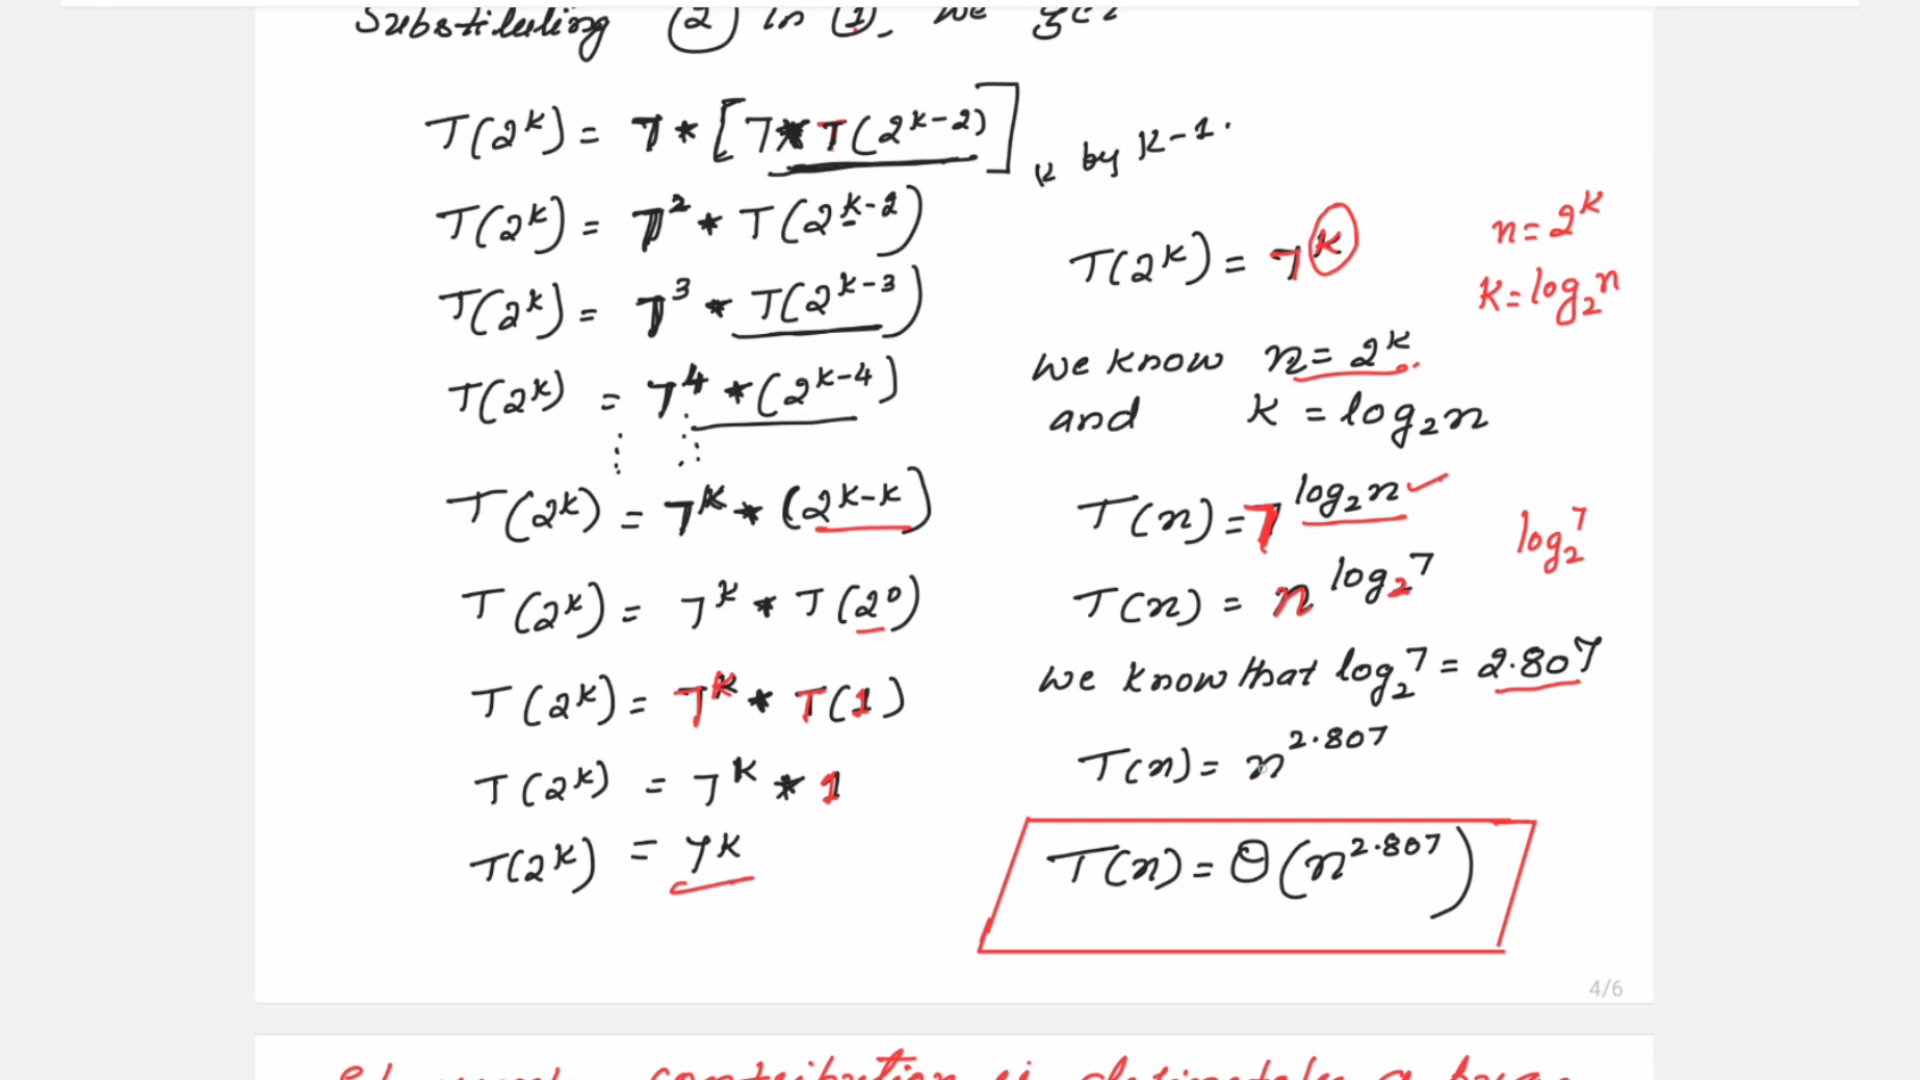 Substituting (2) in (1), we get
T(2^k) = 7 * [7 * T(2^k-2)]
T(2^k) = 7^2 * T(2^k-2)
T(2^k) = 7^3 * T(2^k-3)
T(2^k) = 7^4 * (2^k-4)
T(2^k) = 7^k * (2^k-k)
T(2^k) = 7^k * T(2^0)
T(2^k) = 7^k * T(1)
T(2^k) = 7^k * 1
T(2^k) = 7^k
k by k-1.
T(2^k) = 7^k
n = 2^k
k = log_2 n
we know n = 2^k.
and k = log_2 n
T(n) = 7^log_2 n
log_2 7
T(n) = n^log_2 7
we know that log_2 7 = 2.807
T(n) = n^2.807
T(n) = Θ(n^2.807)
4/6
contribution is